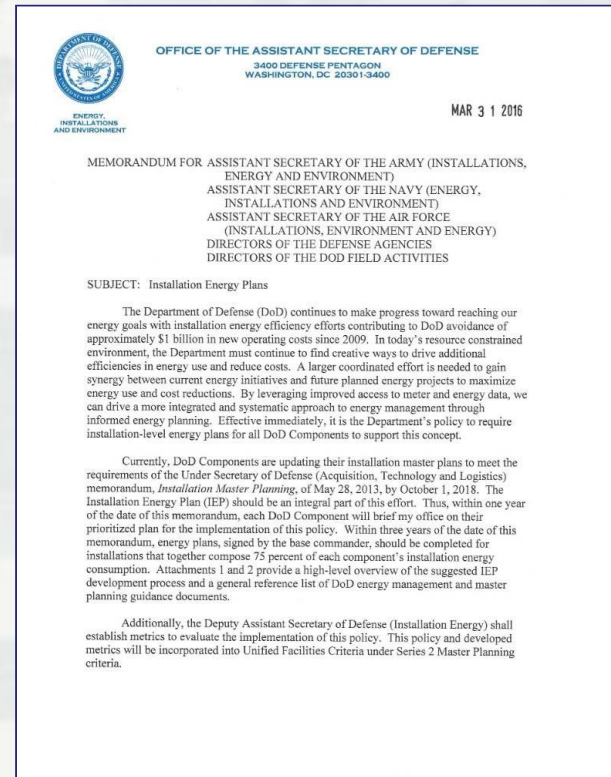 OFFICE OF THE ASSISTANT SECRETARY OF DEFENSE
3400 DEFENSE PENTAGON
WASHINGTON, DC 20301-3400
DEPARTMENT OF DEFENSE
UNITED STATES OF AMERICA
ENERGY,
INSTALLATIONS
AND ENVIRONMENT
MAR 31 2016
MEMORANDUM FOR ASSISTANT SECRETARY OF THE ARMY (INSTALLATIONS,
ENERGY AND ENVIRONMENT)
ASSISTANT SECRETARY OF THE NAVY (ENERGY,
INSTALLATIONS AND ENVIRONMENT)
ASSISTANT SECRETARY OF THE AIR FORCE
(INSTALLATIONS, ENVIRONMENT AND ENERGY)
DIRECTORS OF THE DEFENSE AGENCIES
DIRECTORS OF THE DOD FIELD ACTIVITIES
SUBJECT: Installation Energy Plans
The Department of Defense (DoD) continues to make progress toward reaching our
energy goals with installation energy efficiency efforts contributing to DoD avoidance of
approximately $1 billion in new operating costs since 2009. In today's resource constrained
environment, the Department must continue to find creative ways to drive additional
efficiencies in energy use and reduce costs. A larger coordinated effort is needed to gain
synergy between current energy initiatives and future planned energy projects to maximize
energy use and cost reductions. By leveraging improved access to meter and energy data, we
can drive a more integrated and systematic approach to energy management through
informed energy planning. Effective immediately, it is the Department's policy to require
installation-level energy plans for all DoD Components to support this concept.
Currently, DoD Components are updating their installation master plans to meet the
requirements of the Under Secretary of Defense (Acquisition, Technology and Logistics)
memorandum, Installation Master Planning, of May 28, 2013, by October 1, 2018. The
Installation Energy Plan (IEP) should be an integral part of this effort. Thus, within one year
of the date of this memorandum, each DoD Component will brief my office on their
prioritized plan for the implementation of this policy. Within three years of the date of this
memorandum, energy plans, signed by the base commander, should be completed for
installations that together compose 75 percent of each component's installation energy
consumption. Attachments 1 and 2 provide a high-level overview of the suggested IEP
development process and a general reference list of DoD energy management and master
planning guidance documents.
Additionally, the Deputy Assistant Secretary of Defense (Installation Energy) shall
establish metrics to evaluate the implementation of this policy. This policy and developed
metrics will be incorporated into Unified Facilities Criteria under Series 2 Master Planning
criteria.